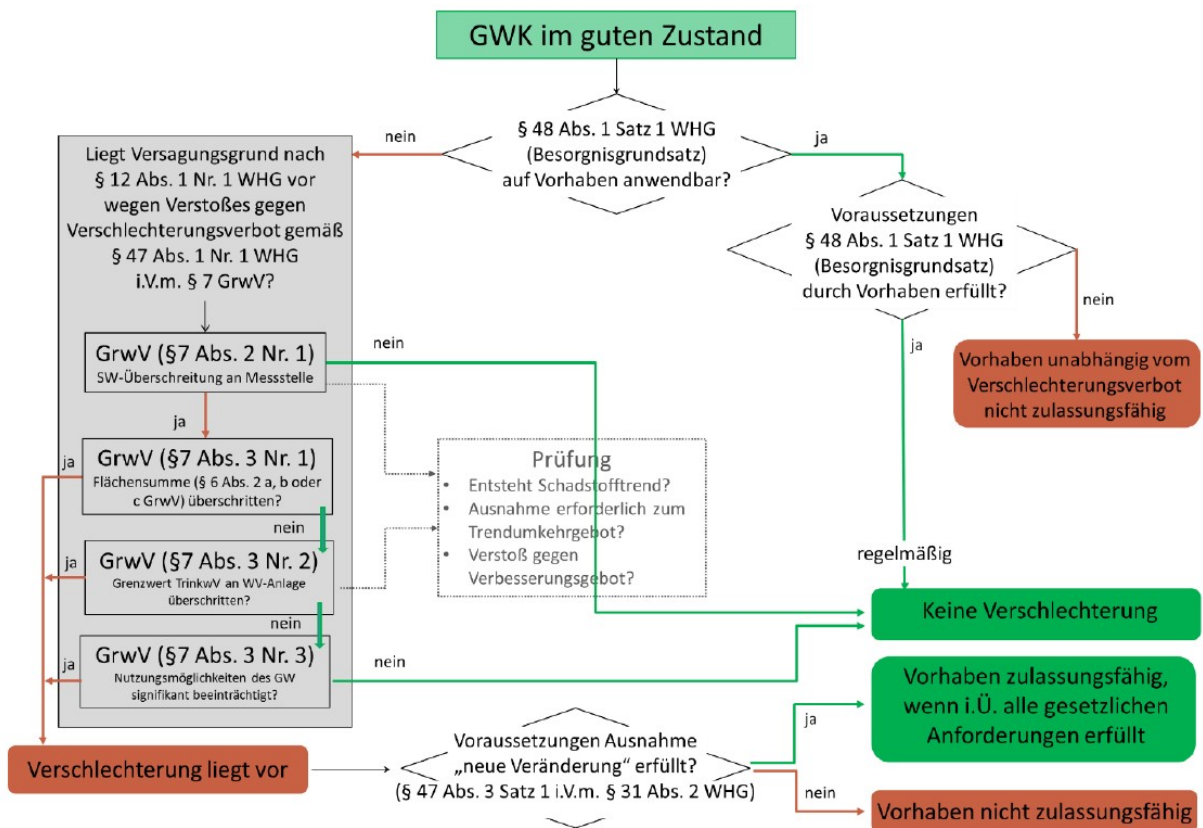 GWK im guten Zustand
nein
§ 48 Abs. 1 Satz 1 WHG
(Besorgnisgrundsatz)
auf Vorhaben anwendbar?
ja
Liegt Versagungsgrund nach
§ 12 Abs. 1 Nr. 1 WHG vor
wegen Verstoßes gegen
Verschlechterungsverbot gemäß
§ 47 Abs. 1 Nr. 1 WHG
i.V.m. § 7 GrwV?
Voraussetzungen
§ 48 Abs. 1 Satz 1 WHG
(Besorgnisgrundsatz)
durch Vorhaben erfüllt?
nein
ja
Vorhaben unabhängig vom
Verschlechterungsverbot
nicht zulassungsfähig
GrwV (§7 Abs. 2 Nr. 1)
SW-Überschreitung an Messstelle
nein
ja
GrwV (§7 Abs. 3 Nr. 1)
Flächensumme (§ 6 Abs. 2 a, b oder
c GrwV) überschritten?
ja
nein
Prüfung
• Entsteht Schadstofftrend?
• Ausnahme erforderlich zum
Trendumkehrgebot?
• Verstoß gegen
Verbesserungsgebot?
GrwV (§7 Abs. 3 Nr. 2)
Grenzwert TrinkwV an WV-Anlage
überschritten?
ja
nein
regelmäßig
Keine Verschlechterung
GrwV (§7 Abs. 3 Nr. 3)
Nutzungsmöglichkeiten des GW
signifikant beeinträchtigt?
ja
nein
Vorhaben zulassungsfähig,
wenn i.Ü. alle gesetzlichen
Anforderungen erfüllt
Verschlechterung liegt vor
Voraussetzungen Ausnahme
„neue Veränderung“ erfüllt?
(§ 47 Abs. 3 Satz 1 i.V.m. § 31 Abs. 2 WHG)
ja
nein
Vorhaben nicht zulassungsfähig